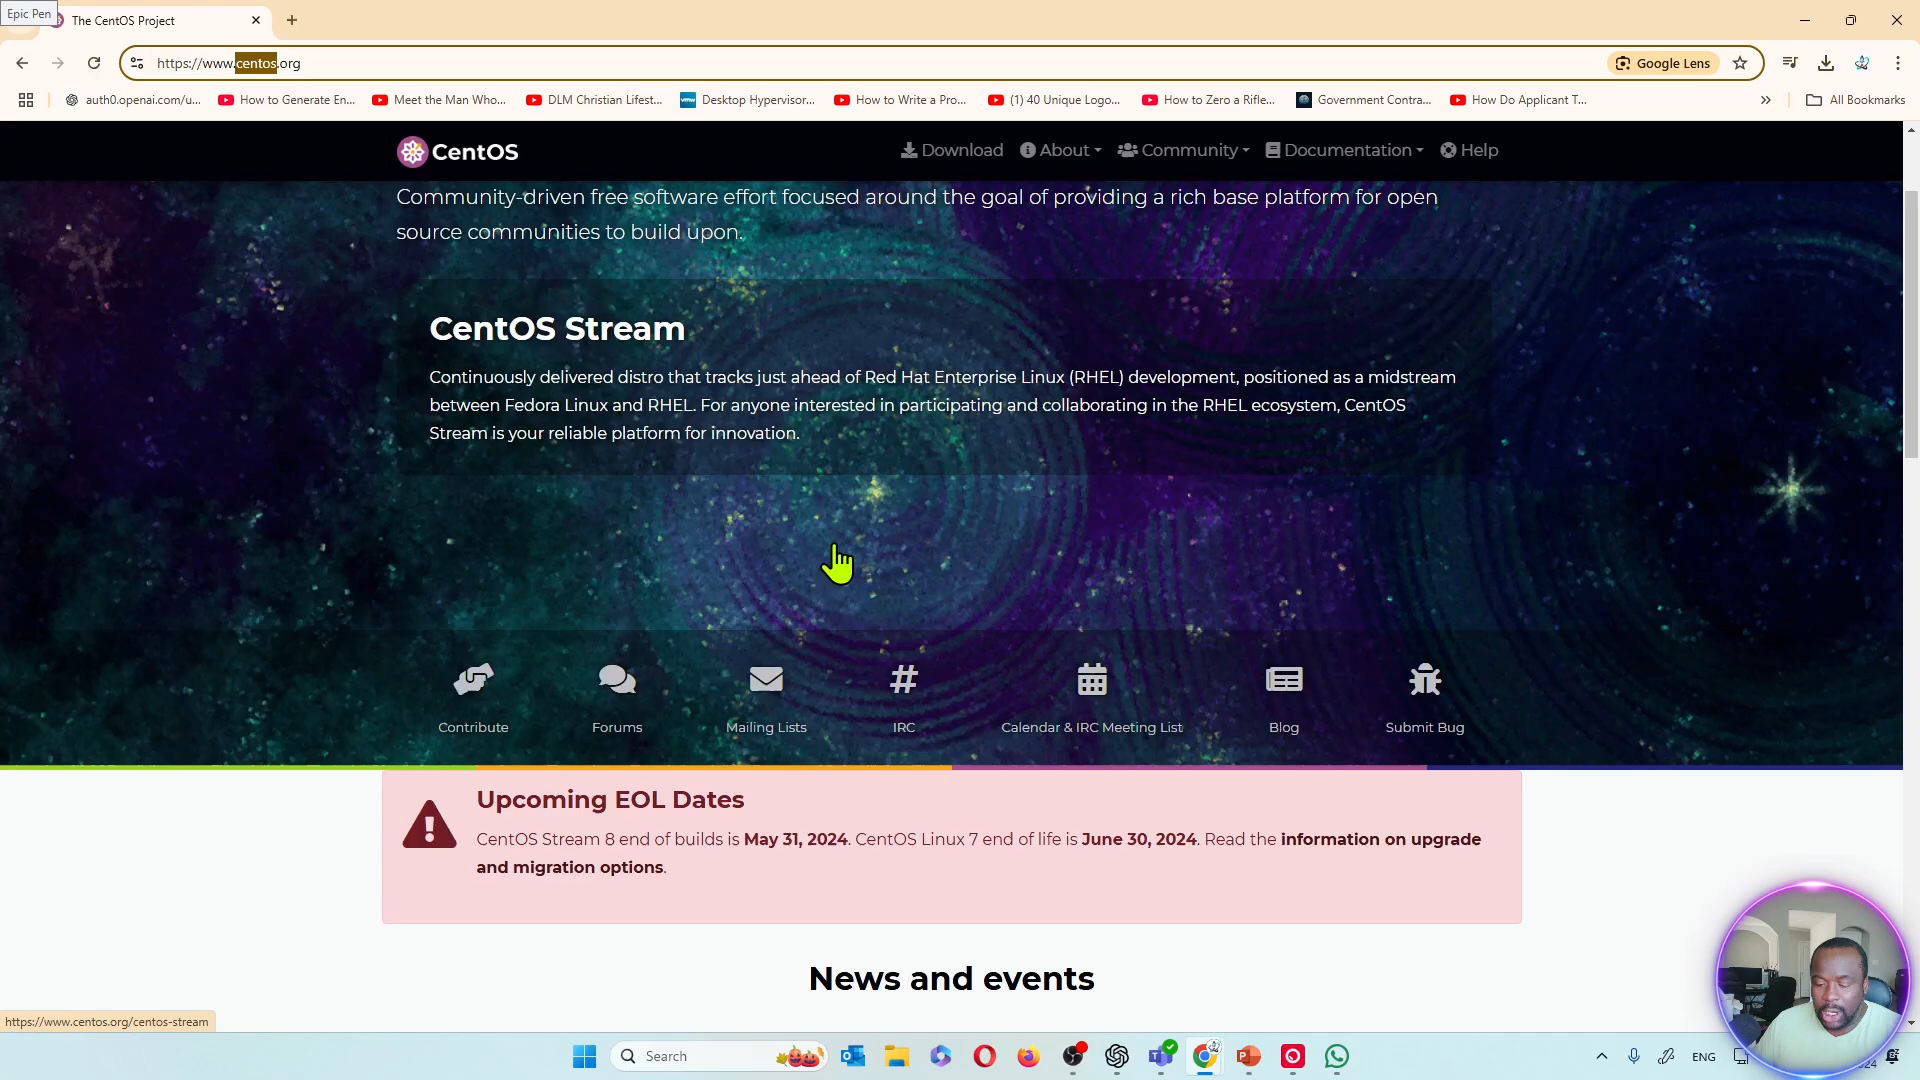 Epic Pen
The CentOS Project
https://www.centos.org
Google Lens
auth0.openai.com/u...
How to Generate En...
Meet the Man Who...
DLM Christian Lifest...
vmw
Desktop Hypervisor...
How to Write a Pro...
(1) 40 Unique Logo...
How to Zero a Rifle...
Government Contra...
How Do Applicant T...
All Bookmarks
CentOS
Download
About
Community
Documentation
Help
Community-driven free software effort focused around the goal of providing a rich base platform for open
source communities to build upon.
CentOS Stream
Continuously delivered distro that tracks just ahead of Red Hat Enterprise Linux (RHEL) development, positioned as a midstream
between Fedora Linux and RHEL. For anyone interested in participating and collaborating in the RHEL ecosystem, CentOS
Stream is your reliable platform for innovation.
Contribute
Forums
Mailing Lists
IRC
Calendar & IRC Meeting List
Blog
Submit Bug
Upcoming EOL Dates
CentOS Stream 8 end of builds is May 31, 2024. CentOS Linux 7 end of life is June 30, 2024. Read the information on upgrade
and migration options.
News and events
https://www.centos.org/centos-stream
Search
ENG